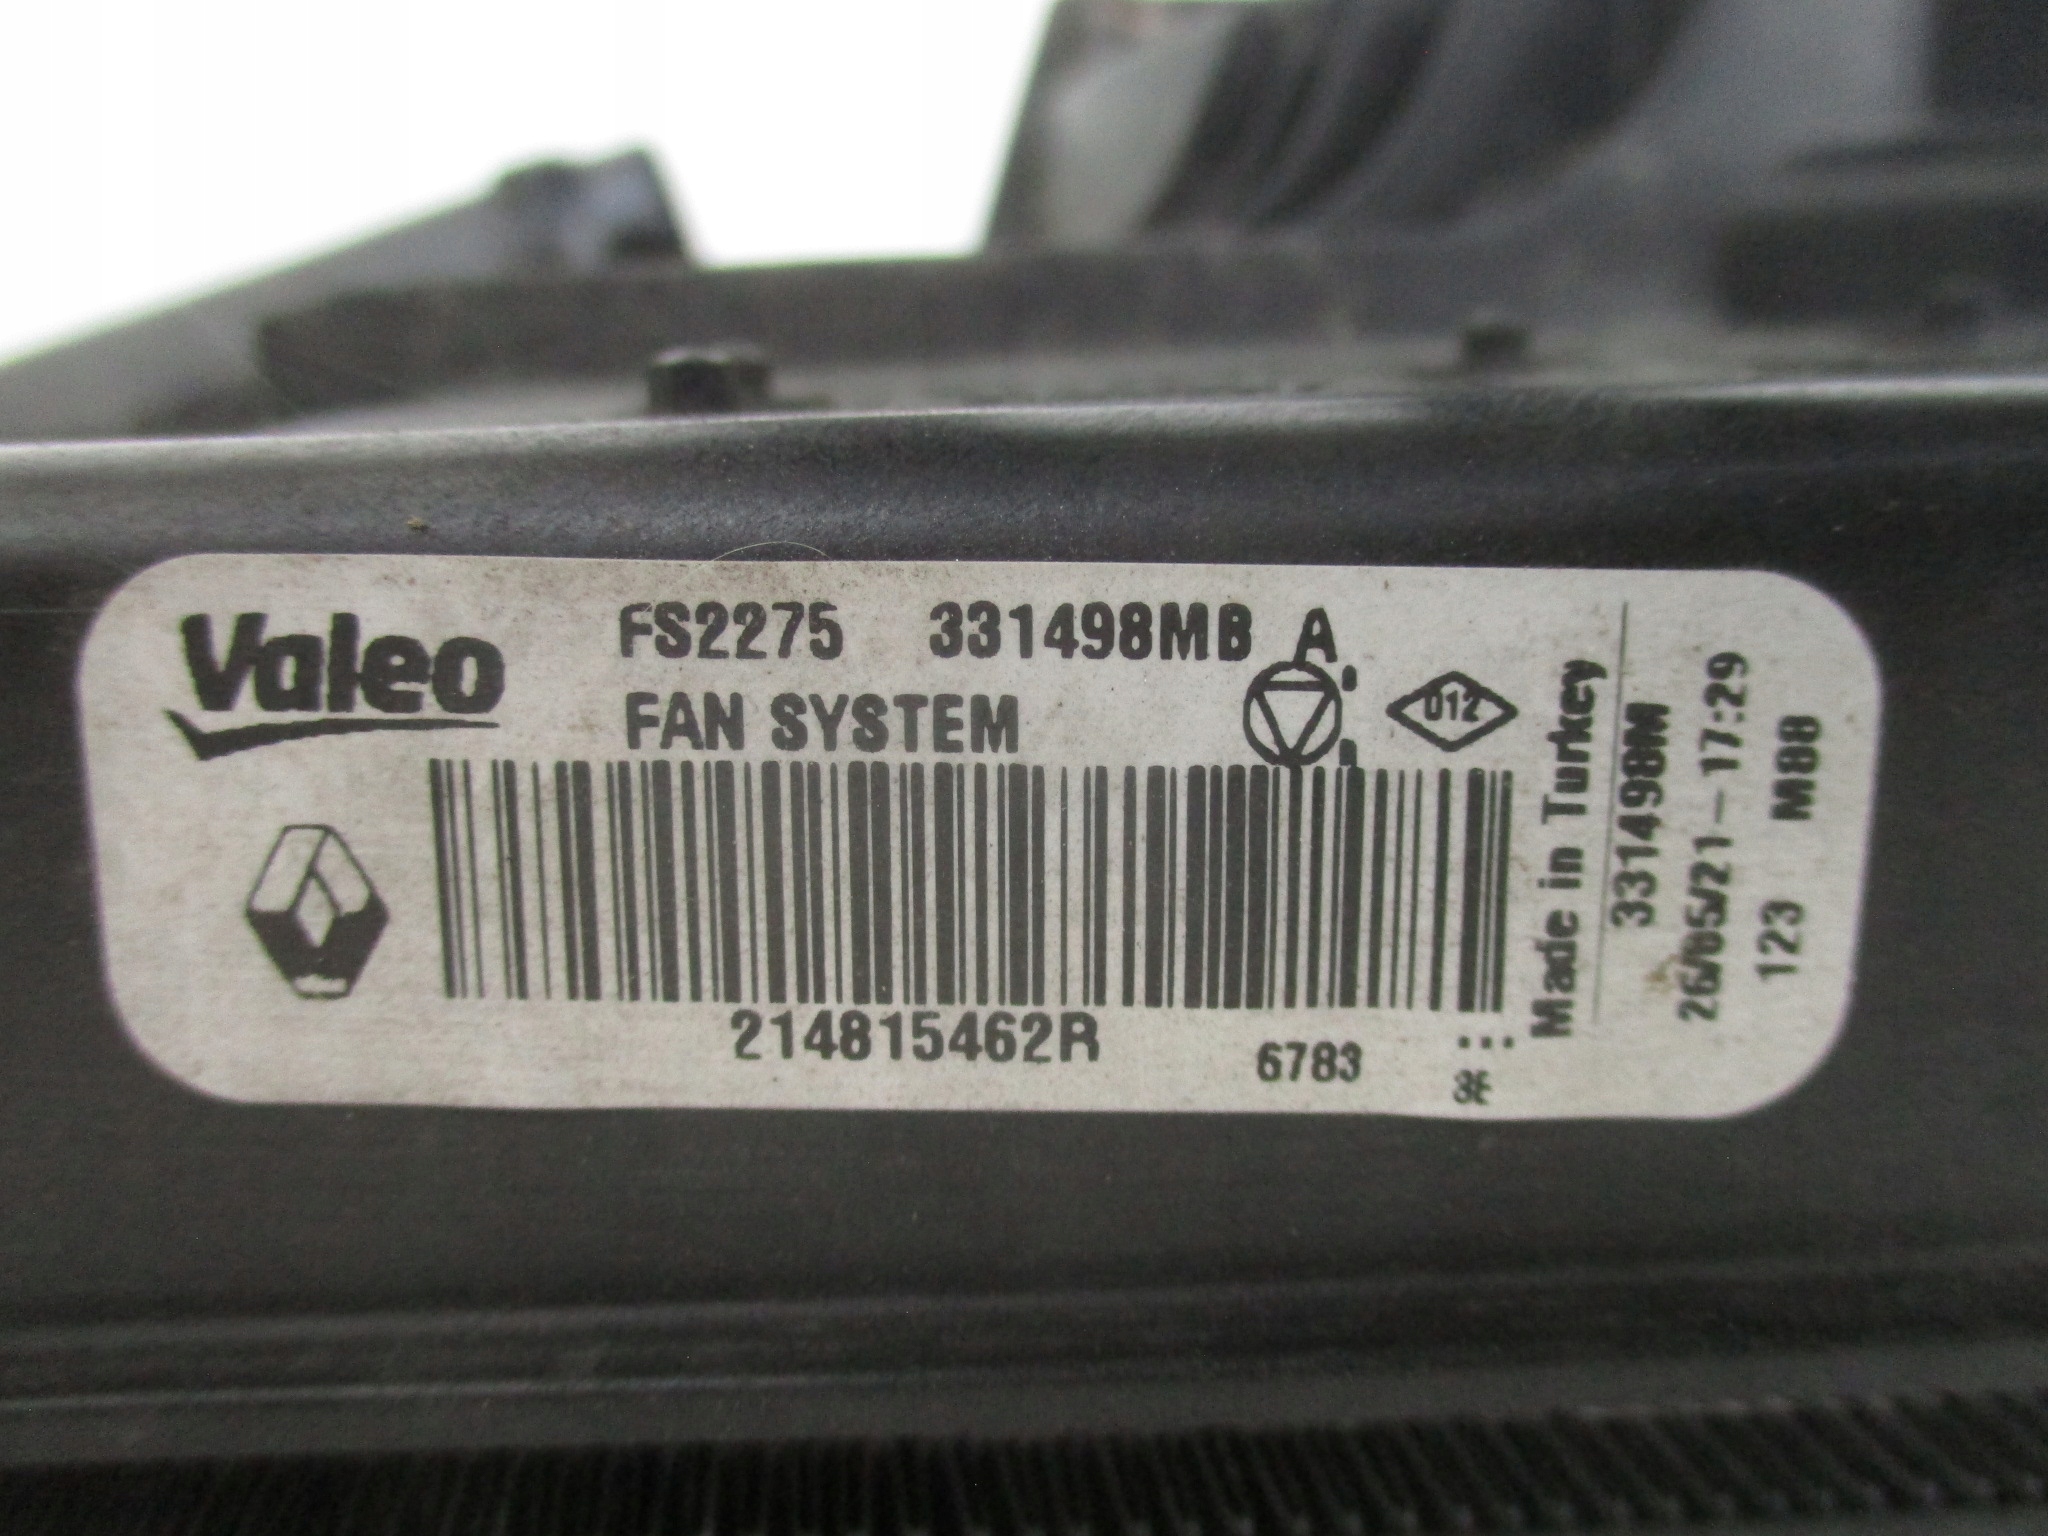 Valeo
FS2275 331498MB A
FAN SYSTEM
012
214815462R
6783
Made in Turkey
331498M
26/05/21-17:29
123 M88